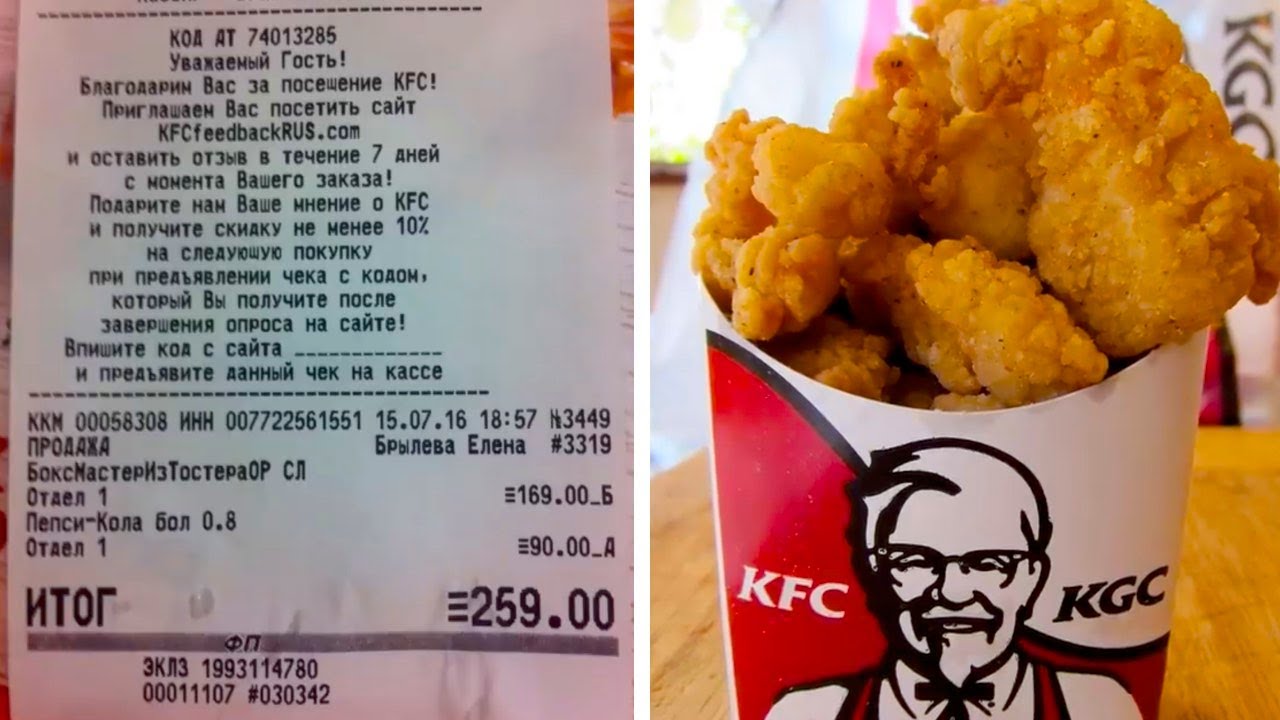 КОД АТ 74013285
Уважаемый Гость!
Благодарим Вас за посещение KFC!
Приглашаем Вас посетить сайт
KFCfeedbackRUS.com
и оставить отзыв в течение 7 дней
с момента Вашего заказа!
Подарите нам Ваше мнение о KFC
и получите скидку не менее 10%
на следующую покупку
при предъявлении чека с кодом,
который Вы получите после
завершения опроса на сайте!
Впишите код с сайта ____________
и предъявите данный чек на кассе
ККМ 00058308 ИНН 007722561551 15.07.16 18:57 №3449
ПРОДАЖА Брылева Елена #3319
БоксМастерИзТостераОР СЛ
Отдел 1 ≡169.00_Б
Пепси-Кола бол 0.8
Отдел 1 ≡90.00_А
ИТОГ ≡259.00
ФП
ЭКЛЗ 1993114780
00011107 #030342
KGC
KFC
KGC